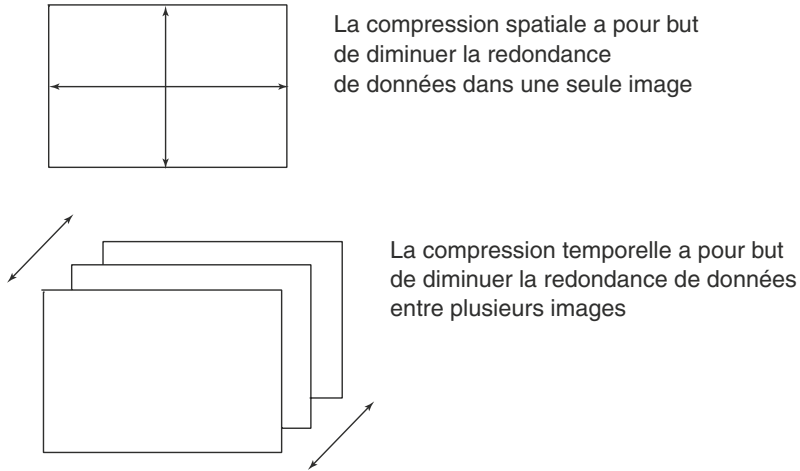 La compression spatiale a pour but
de diminuer la redondance
de données dans une seule image
La compression temporelle a pour but
de diminuer la redondance de données
entre plusieurs images